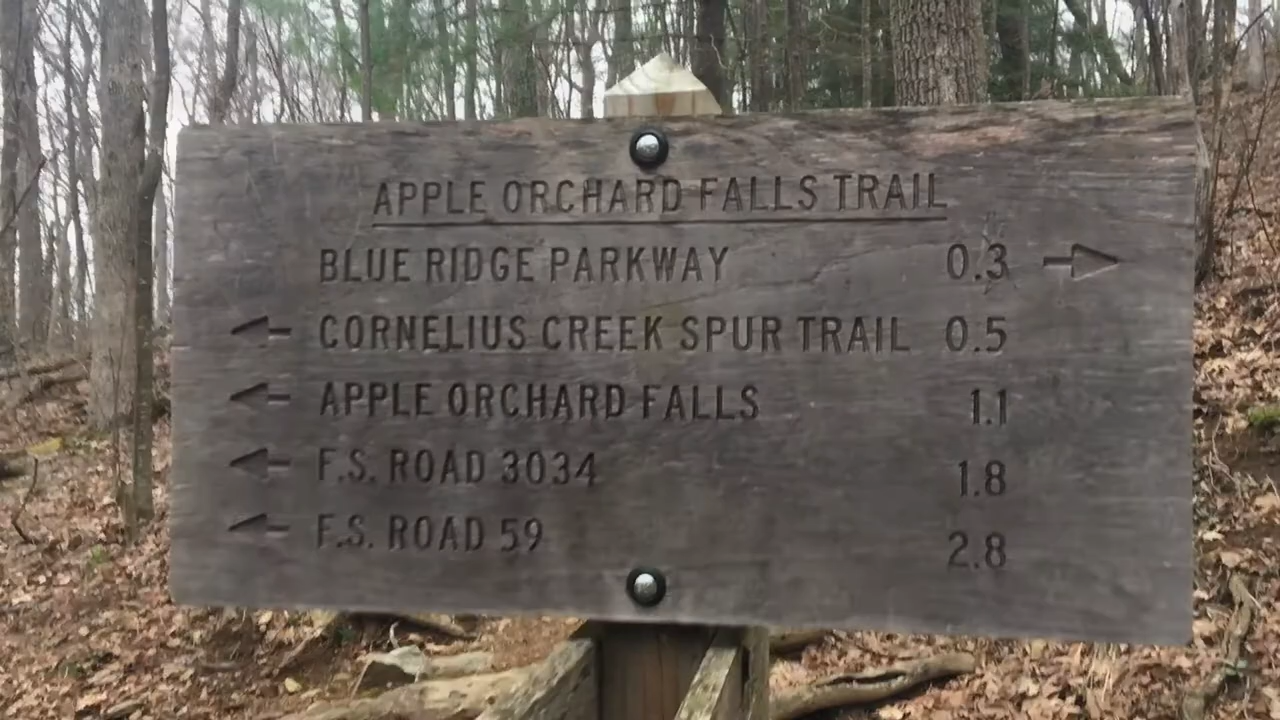 APPLE ORCHARD FALLS TRAIL
BLUE RIDGE PARKWAY 0.3
CORNELIUS CREEK SPUR TRAIL 0.5
APPLE ORCHARD FALLS 1.1
F.S. ROAD 3034 1.8
F.S. ROAD 59 2.8